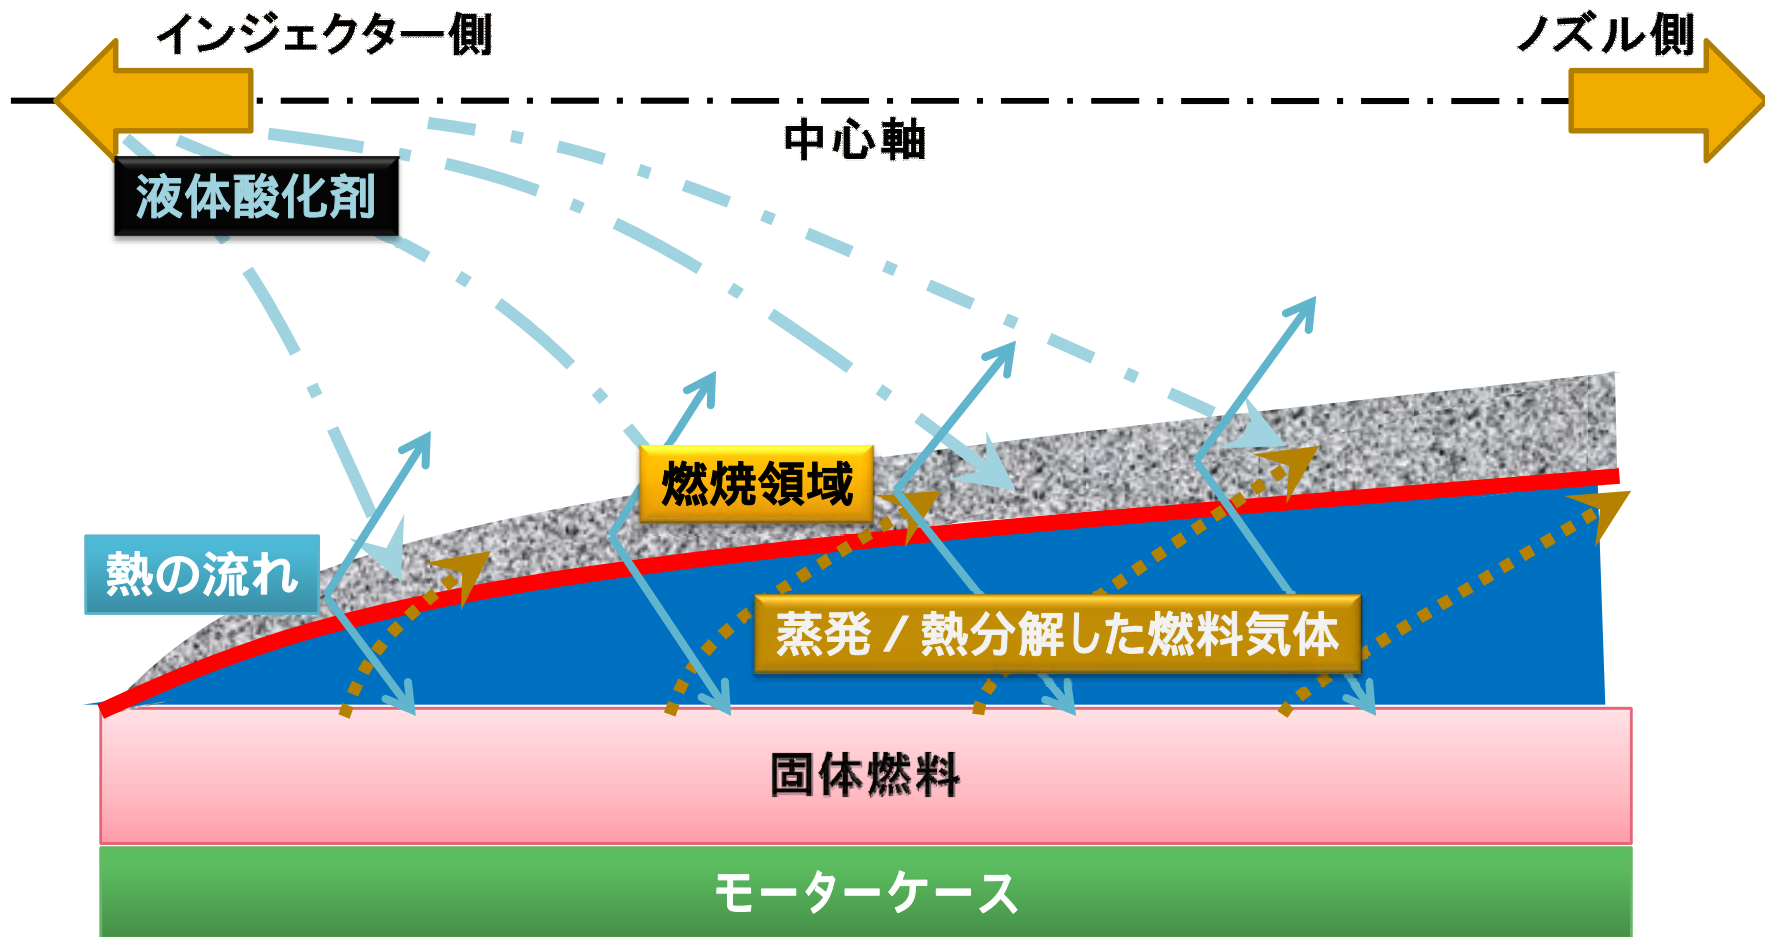 インジェクター側
ノズル側
中心軸
液体酸化剤
燃焼領域
熱の流れ
蒸発 / 熱分解した燃料気体
固体燃料
モーターケース